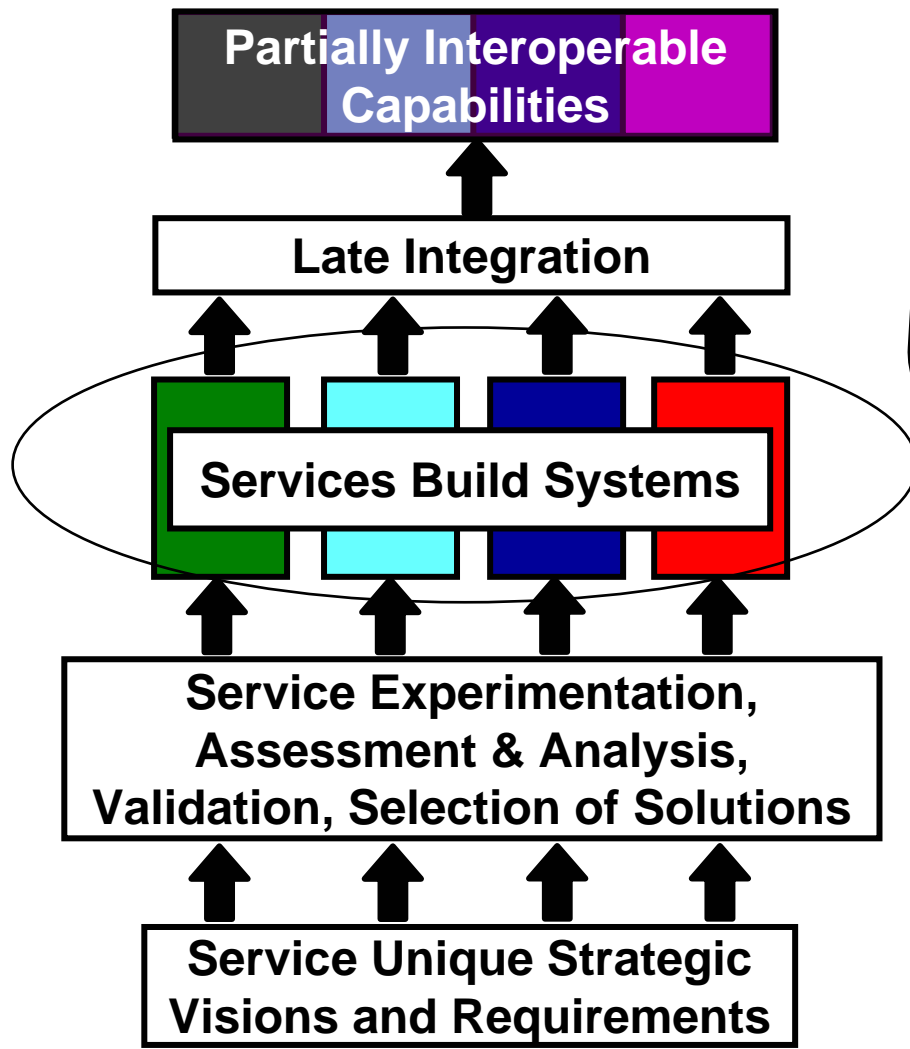 Partially Interoperable
Capabilities
Late Integration
Services Build Systems
Service Experimentation,
Assessment & Analysis,
Validation, Selection of Solutions
Service Unique Strategic
Visions and Requirements